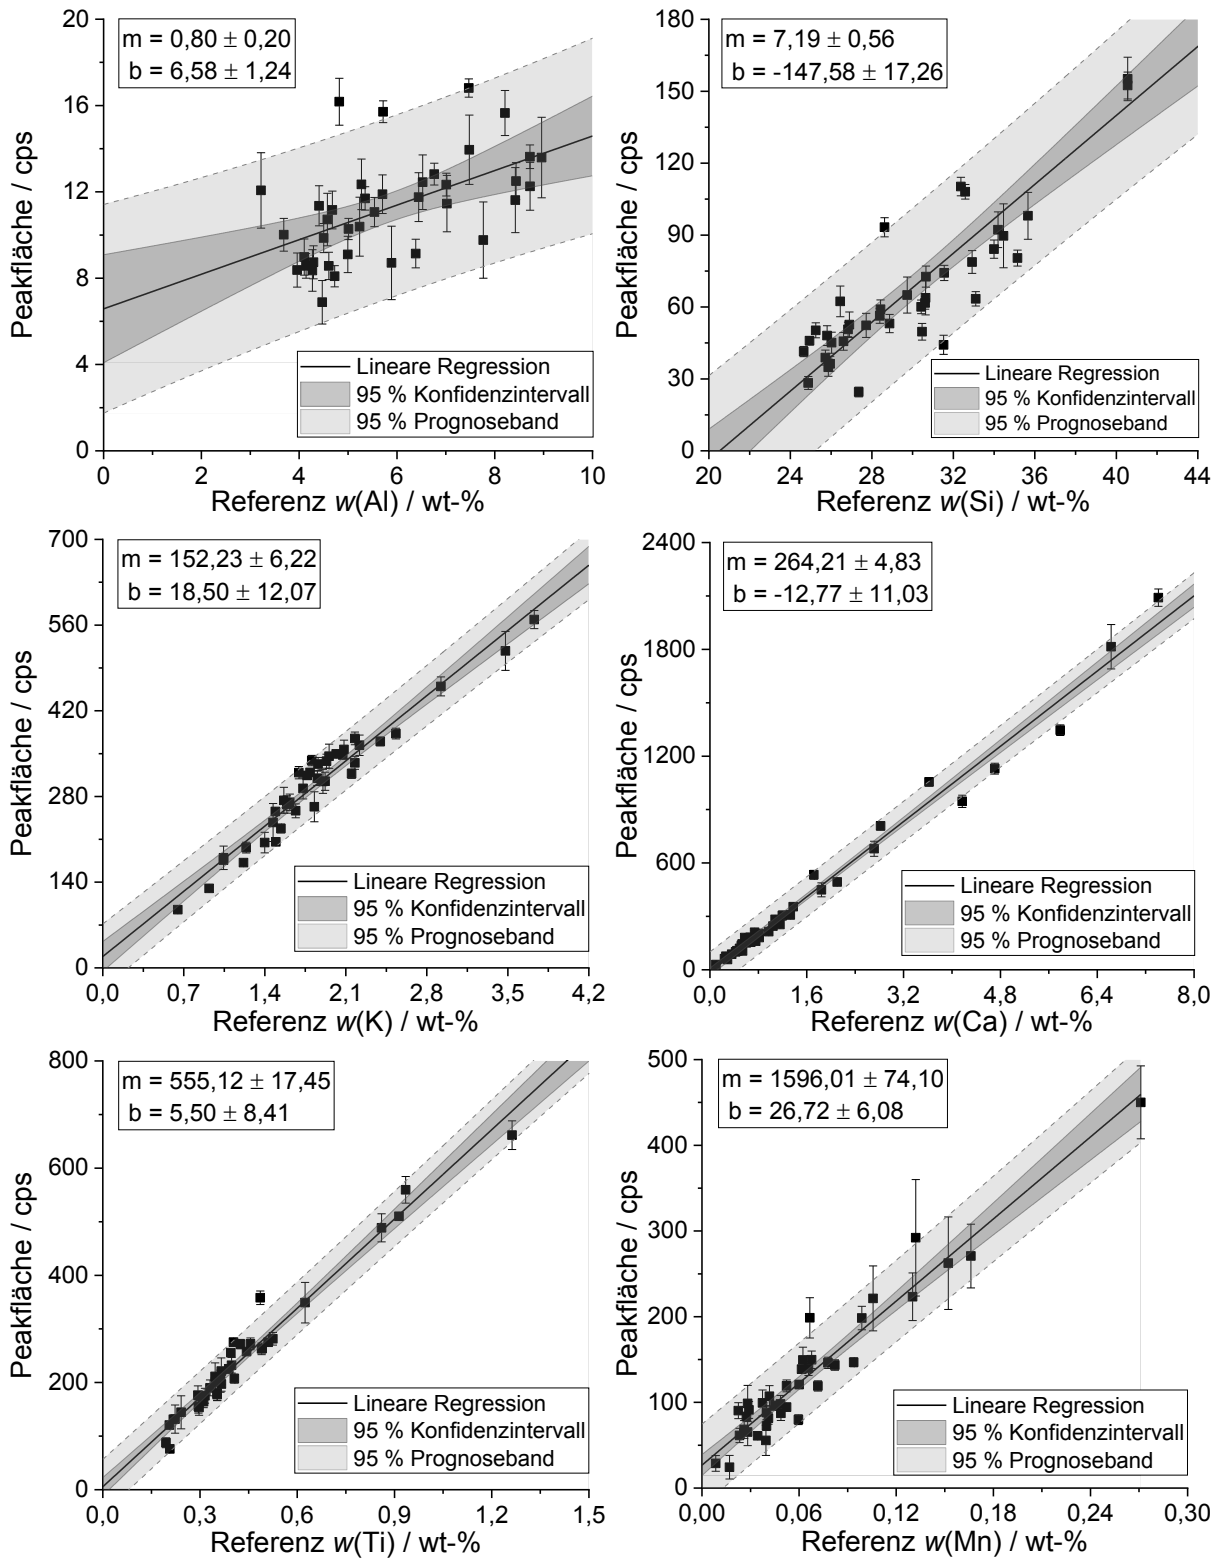 20
16
12
8
4
0
Peakfläche / cps
m = 0,80 ± 0,20
b = 6,58 ± 1,24
Lineare Regression
95 % Konfidenzintervall
95 % Prognoseband
0 2 4 6 8 10
Referenz w(Al) / wt-%
180
150
120
90
60
30
0
Peakfläche / cps
m = 7,19 ± 0,56
b = -147,58 ± 17,26
Lineare Regression
95 % Konfidenzintervall
95 % Prognoseband
20 24 28 32 36 40 44
Referenz w(Si) / wt-%
700
560
420
280
140
0
Peakfläche / cps
m = 152,23 ± 6,22
b = 18,50 ± 12,07
Lineare Regression
95 % Konfidenzintervall
95 % Prognoseband
0,0 0,7 1,4 2,1 2,8 3,5 4,2
Referenz w(K) / wt-%
2400
1800
1200
600
0
Peakfläche / cps
m = 264,21 ± 4,83
b = -12,77 ± 11,03
Lineare Regression
95 % Konfidenzintervall
95 % Prognoseband
0,0 1,6 3,2 4,8 6,4 8,0
Referenz w(Ca) / wt-%
800
600
400
200
0
Peakfläche / cps
m = 555,12 ± 17,45
b = 5,50 ± 8,41
Lineare Regression
95 % Konfidenzintervall
95 % Prognoseband
0,0 0,3 0,6 0,9 1,2 1,5
Referenz w(Ti) / wt-%
500
400
300
200
100
0
Peakfläche / cps
m = 1596,01 ± 74,10
b = 26,72 ± 6,08
Lineare Regression
95 % Konfidenzintervall
95 % Prognoseband
0,00 0,06 0,12 0,18 0,24 0,30
Referenz w(Mn) / wt-%